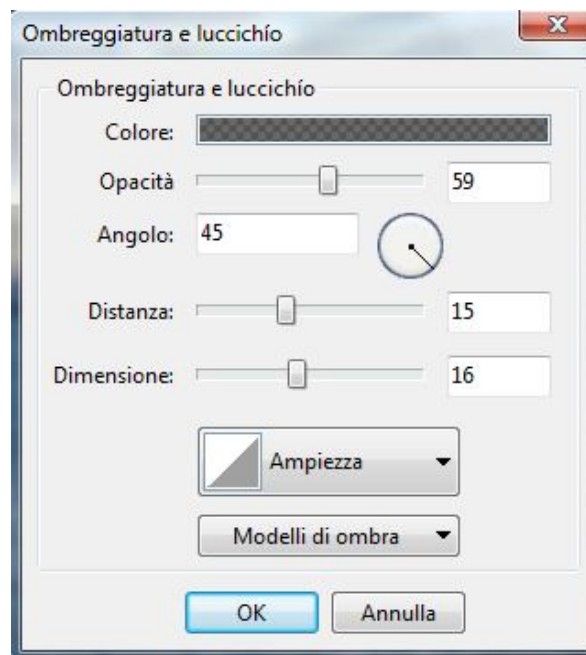 Ombreggiatura e luccichío
Ombreggiatura e luccichío
Colore:
Opacità 59
Angolo: 45
Distanza: 15
Dimensione: 16
Ampiezza
Modelli di ombra
OK Annulla